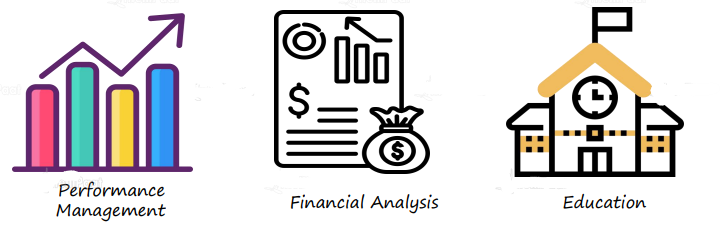 $
$
Performance
Management
Financial Analysis
Education